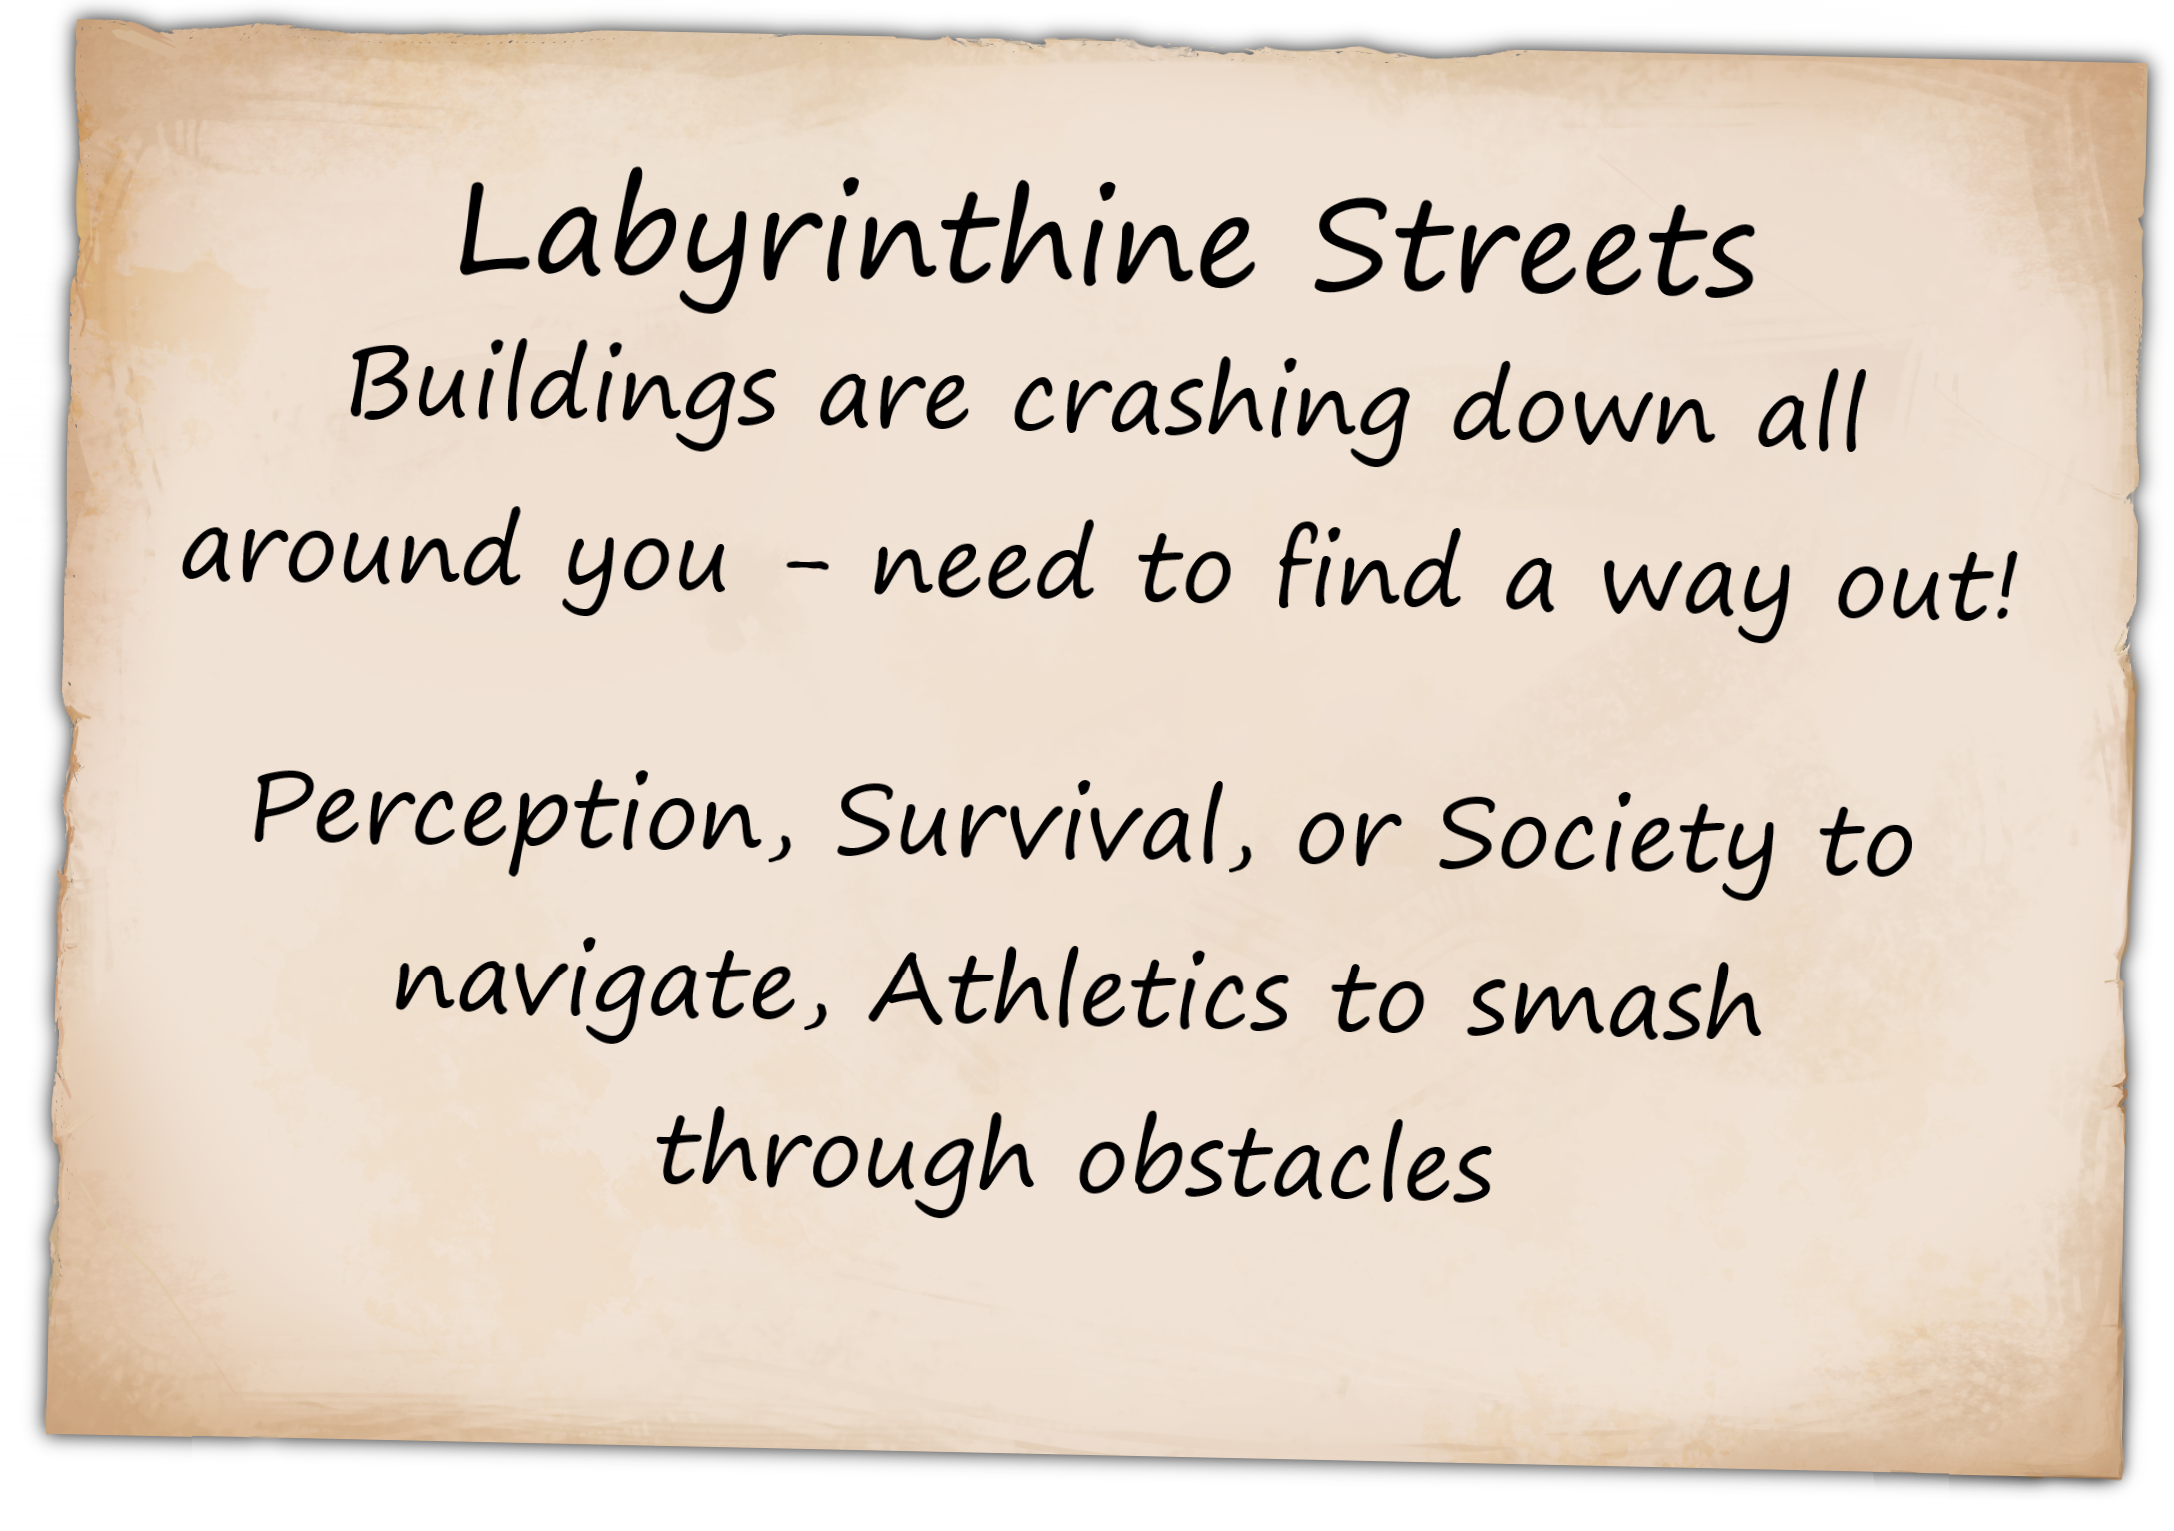 Labyrinthine Streets
Buildings are crashing down all
around you - need to find a way out!
Perception, Survival, or Society to
navigate, Athletics to smash
through obstacles